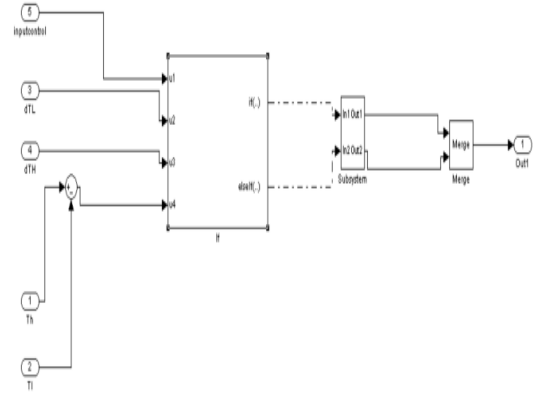 5
inputcontrol
3
dTL
4
dTH
+
-
1
Th
2
Tl
u1
u2
u3
u4
if(..)
elseif(..)
If
In1 Out1
In2 Out2
Subsystem
Merge
Merge
1
Out1